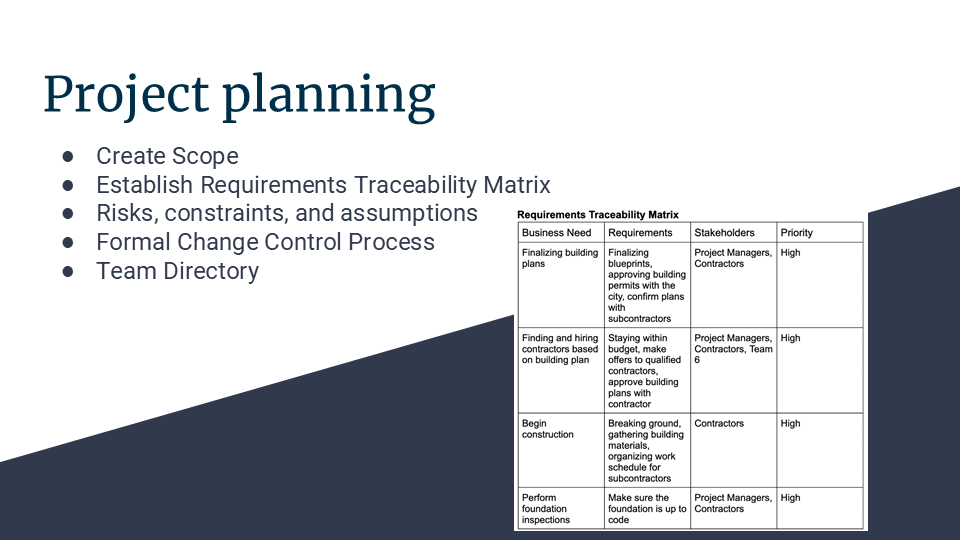 Project planning
● Create Scope
● Establish Requirements Traceability Matrix
● Risks, constraints, and assumptions
● Formal Change Control Process
● Team Directory
Requirements Traceability Matrix
Business Need Requirements Stakeholders Priority
Finalizing building
plans
Finalizing
blueprints,
approving building
permits with the
city, confirm plans
with
subcontractors
Project Managers,
Contractors
High
Finding and hiring
contractors based
on building plan
Staying within
budget, make
offers to qualified
contractors,
approve building
plans with
contractor
Project Managers,
Contractors, Team
6
High
Begin
construction
Breaking ground,
gathering building
materials,
organizing work
schedule for
subcontractors
Contractors
High
Perform
foundation
inspections
Make sure the
foundation is up to
code
Project Managers,
Contractors
High